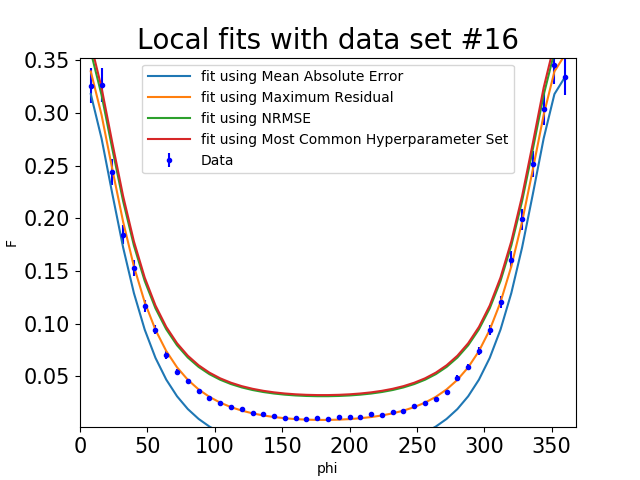 Local fits with data set #16
fit using Mean Absolute Error
fit using Maximum Residual
fit using NRMSE
fit using Most Common Hyperparameter Set
Data
0.35
0.30
0.25
0.20
0.15
0.10
0.05
F
0 50 100 150 200 250 300 350
phi